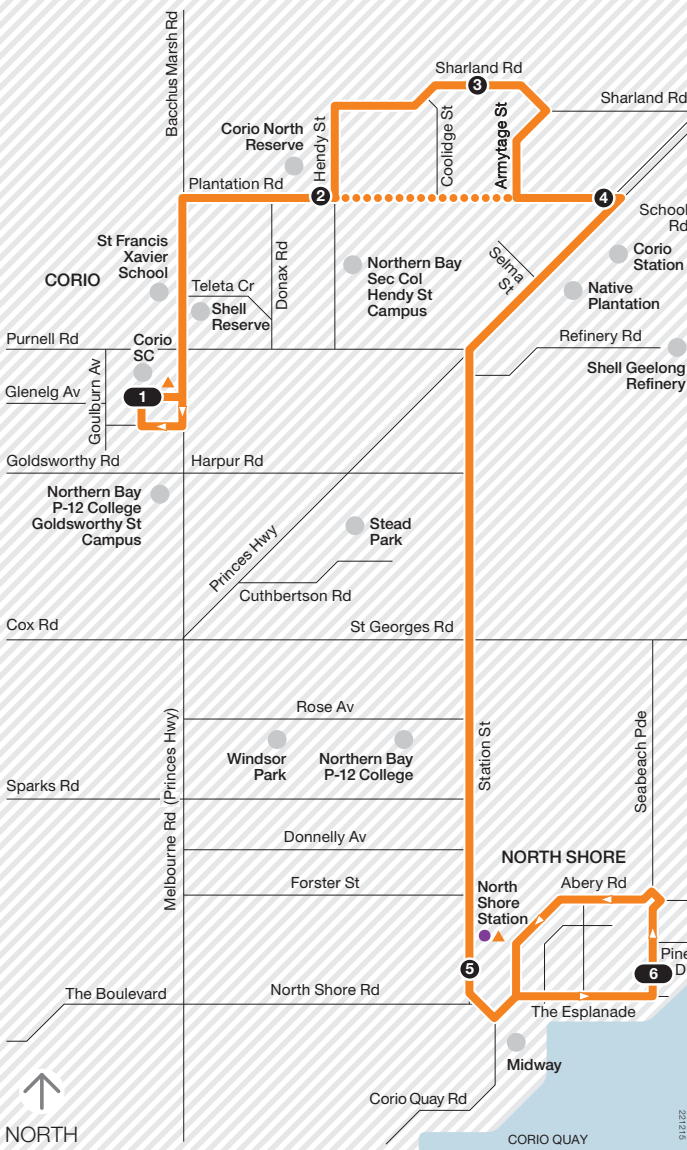 Bacchus Marsh Rd
Sharland Rd
3
Sharland Rd
Corio North
Reserve
Hendy St
Coolidge St
Armytage St
Plantation Rd
2
4
School
Rd
St Francis
Xavier
School
CORIO
Donax Rd
Northern Bay
Sec Col
Hendy St
Campus
Selma
St
Corio
Station
Native
Plantation
Teleta Cr
Shell
Reserve
Purnell Rd
Corio
SC
Refinery Rd
Shell Geelong
Refinery
Glenelg Av
Goulburn Av
1
Goldsworthy Rd
Harpur Rd
Northern Bay
P-12 College
Goldsworthy St
Campus
Stead
Park
Princes Hwy
Cuthbertson Rd
Cox Rd
St Georges Rd
Rose Av
Windsor
Park
Northern Bay
P-12 College
Station St
Seabeach Pde
Sparks Rd
Melbourne Rd (Princes Hwy)
Donnelly Av
NORTH SHORE
Forster St
North
Shore
Station
Abery Rd
5
6
Pine
D
The Boulevard
North Shore Rd
The Esplanade
Midway
Corio Quay Rd
NORTH
CORIO QUAY
221215